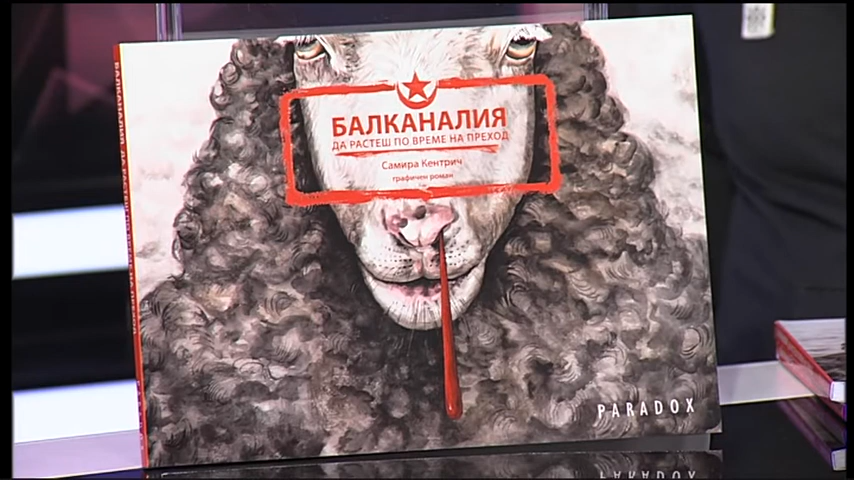 БАЛКАНАЛИЯ
ДА РАСТЕШ ПО ВРЕМЕ НА ПРЕХОД
Самира Кентрич
графичен роман
PARADOX
БАЛКАНАЛИЯ ДА РАСТЕШ ПО ВРЕМЕ НА ПРЕХОД